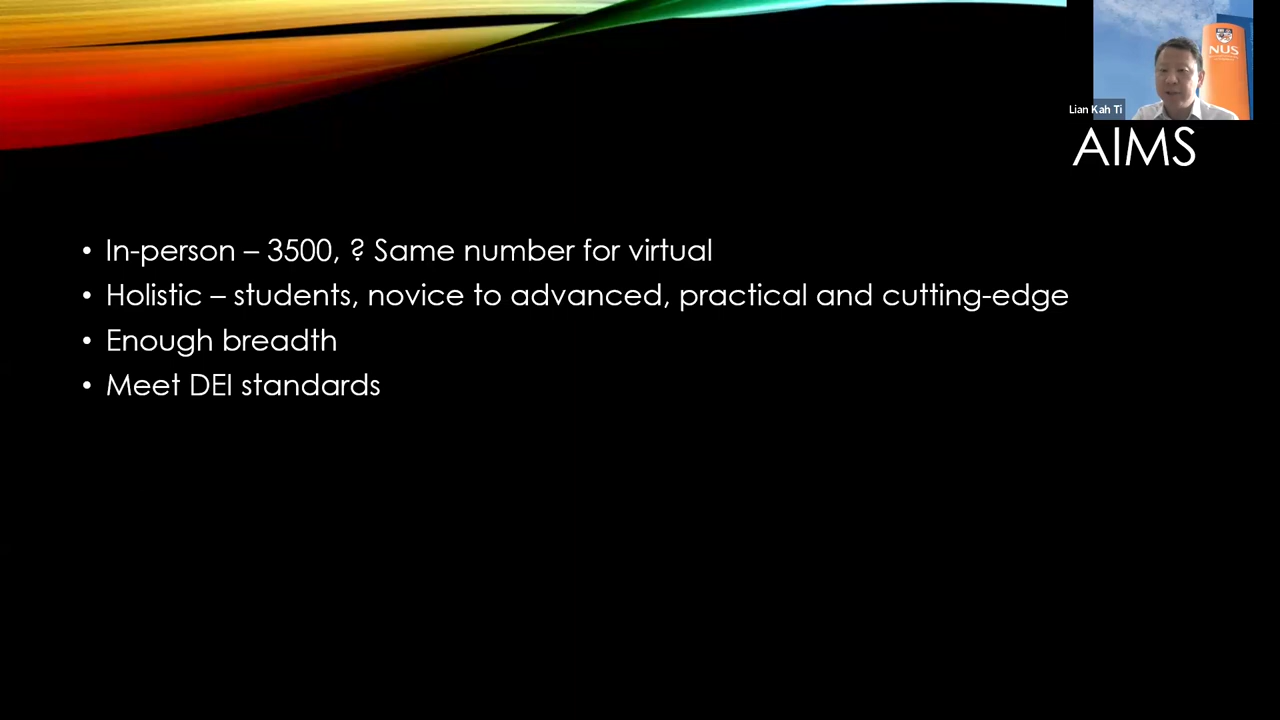 NUS
Lian Kah Ti
AIMS
• In-person – 3500, ? Same number for virtual
• Holistic – students, novice to advanced, practical and cutting-edge
• Enough breadth
• Meet DEI standards